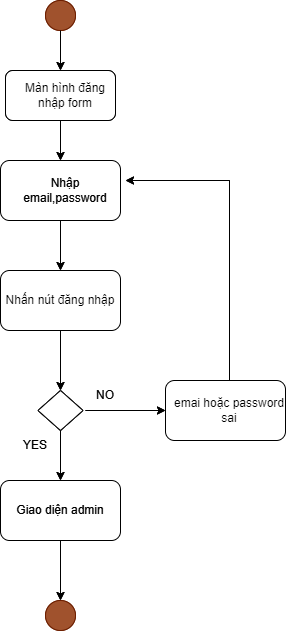 Màn hình đăng
nhập form
Nhập
email,password
Nhấn nút đăng nhập
NO
emai hoặc password
sai
YES
Giao diện admin